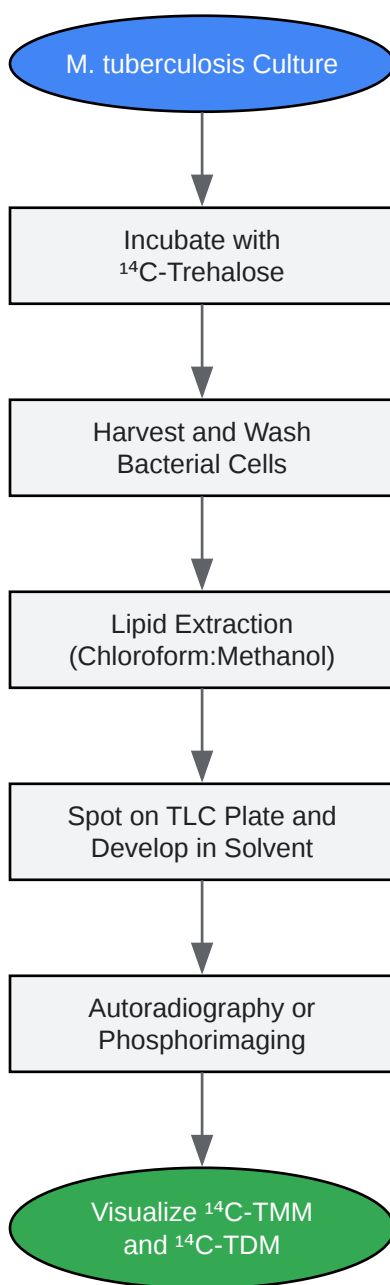 M. tuberculosis Culture
Incubate with
¹⁴C-Trehalose
Harvest and Wash
Bacterial Cells
Lipid Extraction
(Chloroform:Methanol)
Spot on TLC Plate and
Develop in Solvent
Autoradiography or
Phosphorimaging
Visualize ¹⁴C-TMM
and ¹⁴C-TDM